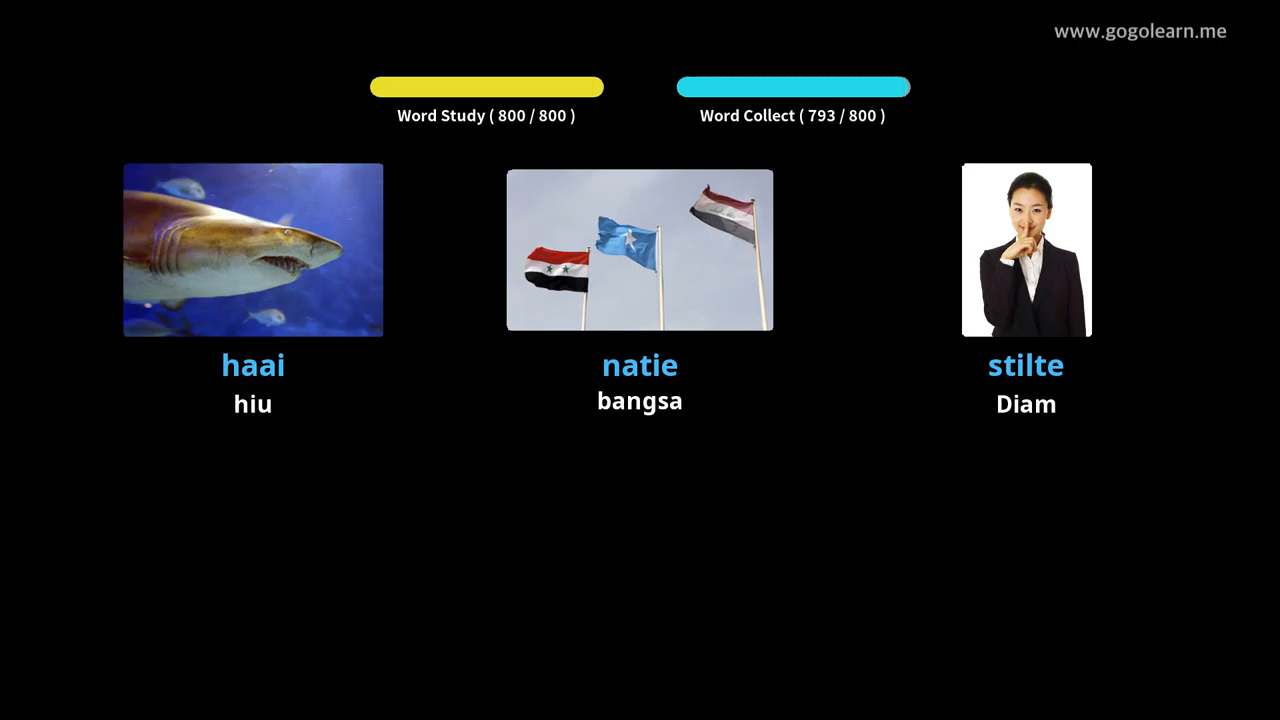 www.gogolearn.me
Word Study ( 800 / 800 )
Word Collect ( 793 / 800 )
haai
natie
stilte
hiu
bangsa
Diam